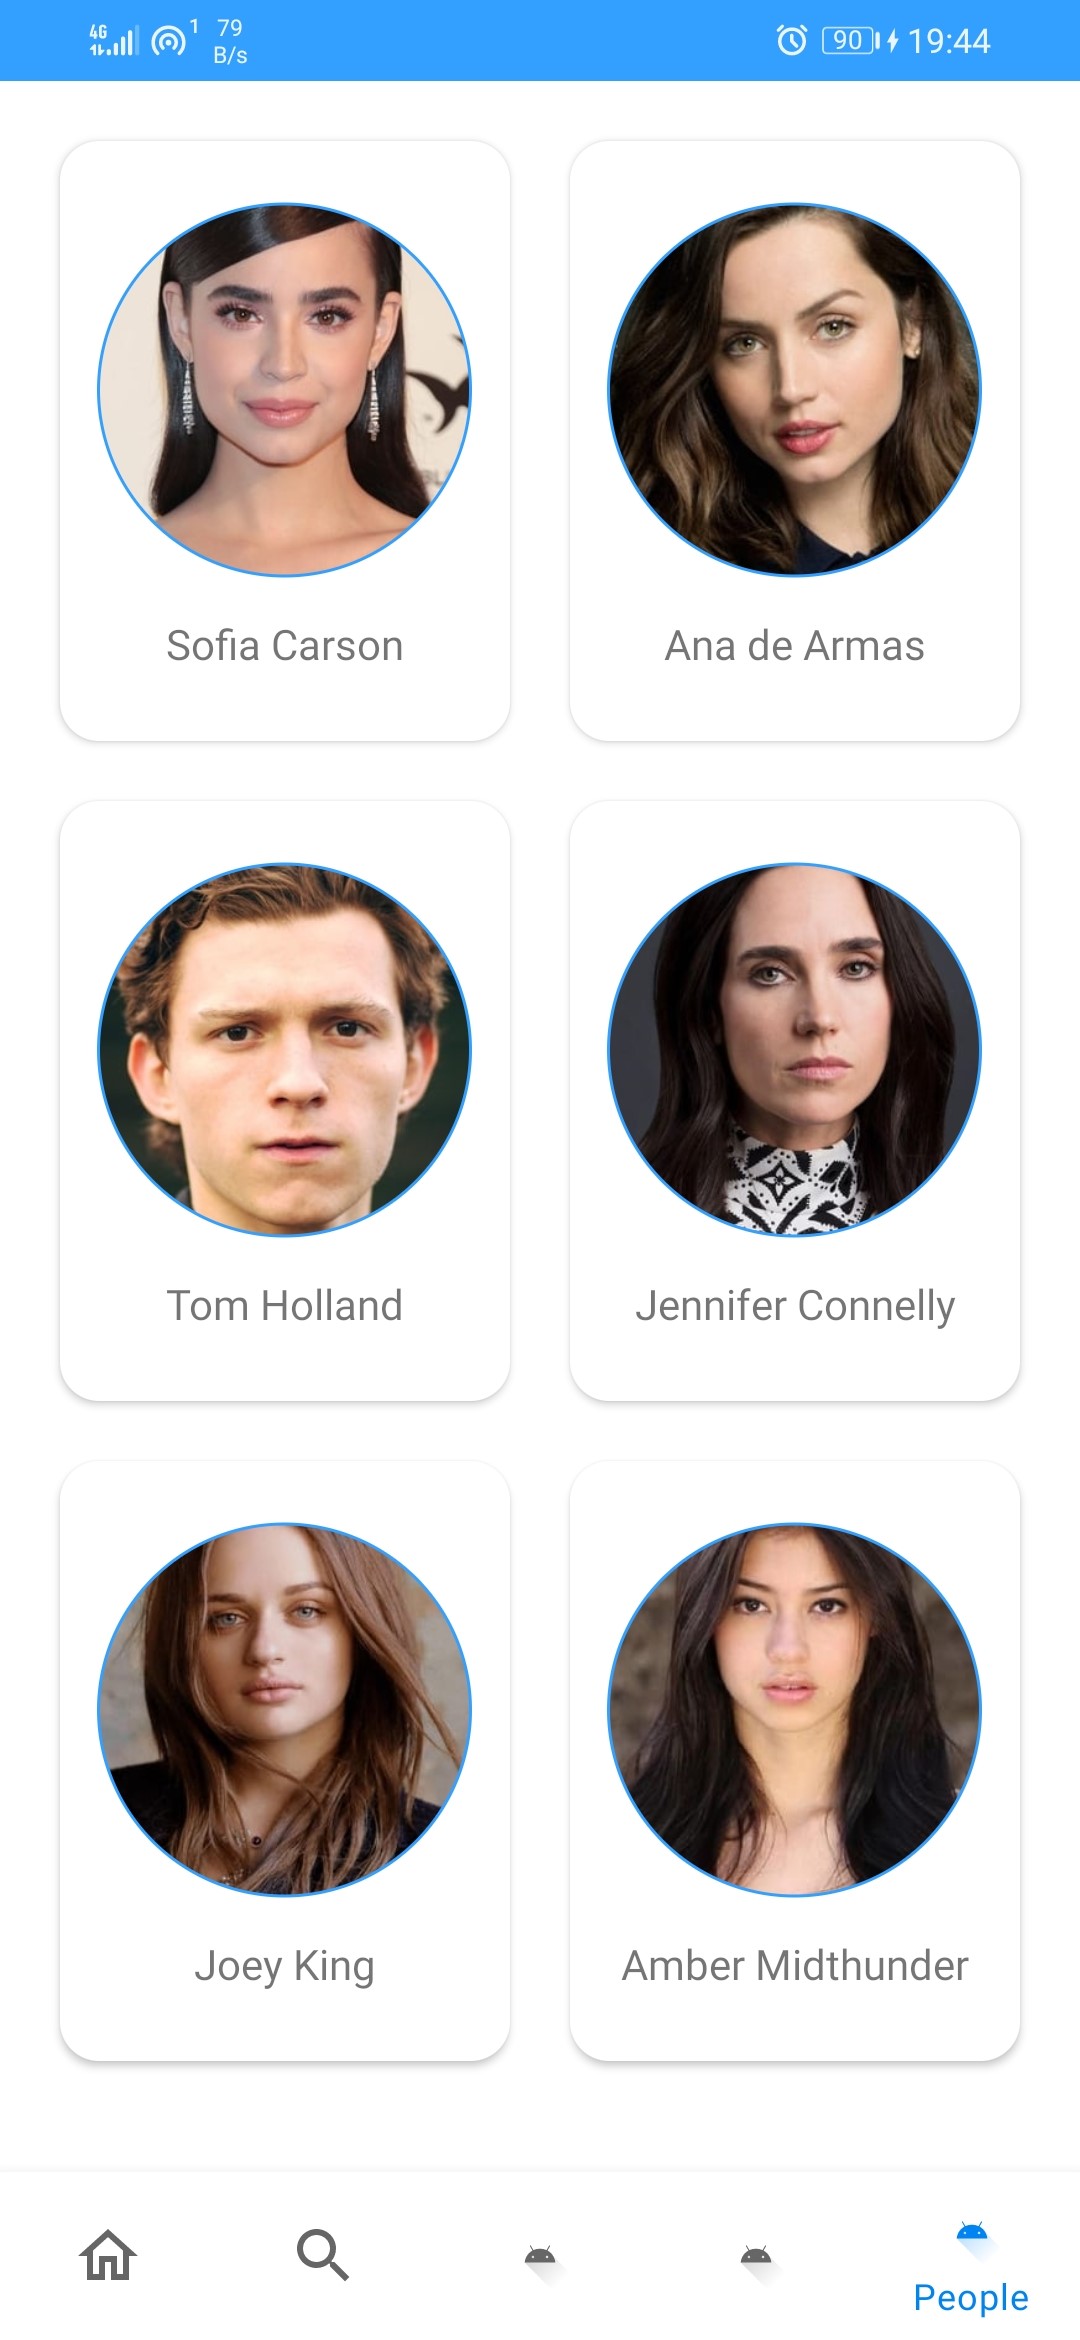 4G 1 79 B/s 90 19:44
Sofia Carson Ana de Armas
Tom Holland Jennifer Connelly
Joey King Amber Midthunder
People